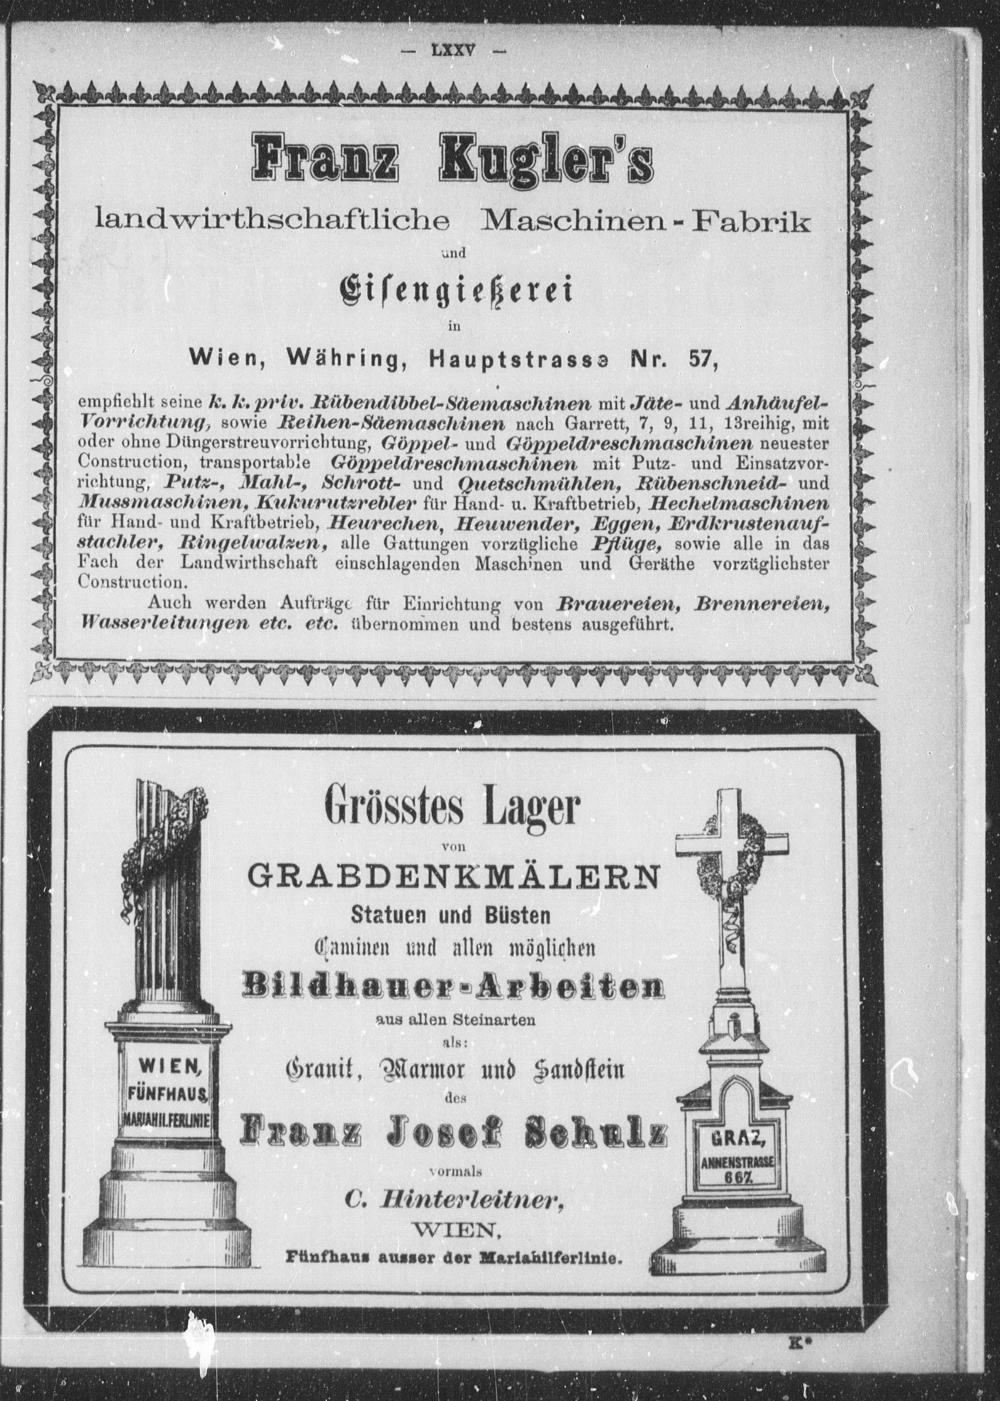 — LXXV —
Franz Kugler's
landwirthschaftliche Maschinen-Fabrik
und
Eiſengießerei
in
Wien, Währing, Hauptstrasse Nr. 57,
empfiehlt seine k. k. priv. Rübendibbel-Säemaschinen mit Jäte- und Anhäufel-
Vorrichtung, sowie Reihen-Säemaschinen nach Garrett, 7, 9, 11, 13reihig, mit
oder ohne Düngerstreuvorrichtung, Göppel- und Göppeldreschmaschinen neuester
Construction, transportable Göppeldreschmaschinen mit Putz- und Einsatzvor-
richtung, Putz-, Mahl-, Schrott- und Quetschmühlen, Rübenschneid- und
Mussmaschinen, Kukurutzrebler für Hand- u. Kraftbetrieb, Hechelmaschinen
für Hand- und Kraftbetrieb, Heurechen, Heuwender, Eggen, Erdkrustenauf-
stachler, Ringelwalzen, alle Gattungen vorzügliche Pflüge, sowie alle in das
Fach der Landwirthschaft einschlagenden Maschinen und Geräthe vorzüglichster
Construction.
Auch werden Aufträge für Einrichtung von Brauereien, Brennereien,
Wasserleitungen etc. etc. übernommen und bestens ausgeführt.
Grösstes Lager
von
GRABDENKMÄLERN
Statuen und Büsten
Caminen und allen möglichen
Bildhauer-Arbeiten
aus allen Steinarten
als:
Granit, Marmor und Sandſtein
des
Franz Josef Schulz
vormals
C. Hinterleitner,
WIEN,
Fünfhaus ausser der Mariahilferlinie.
WIEN,
FÜNFHAUS,
MARIAHILFERLINIE
GRAZ,
ANNENSTRASSE
667.
K*